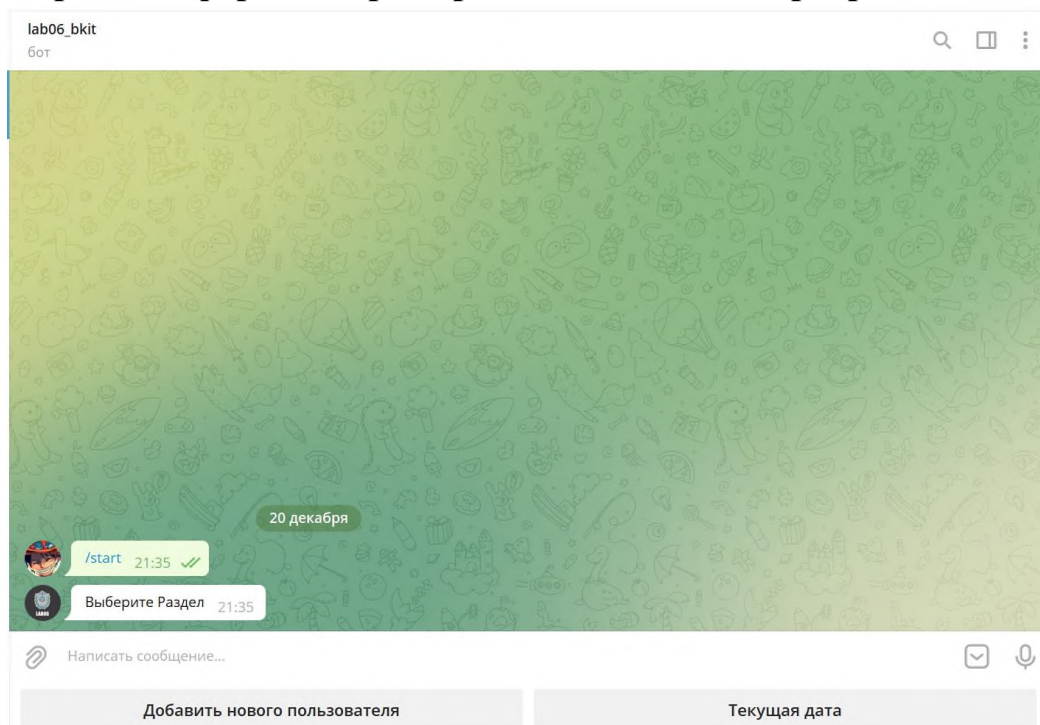 lab06_bkit
бот
20 декабря
/start 21:35
Выберите Раздел 21:35
Написать сообщение...
Добавить нового пользователя
Текущая дата